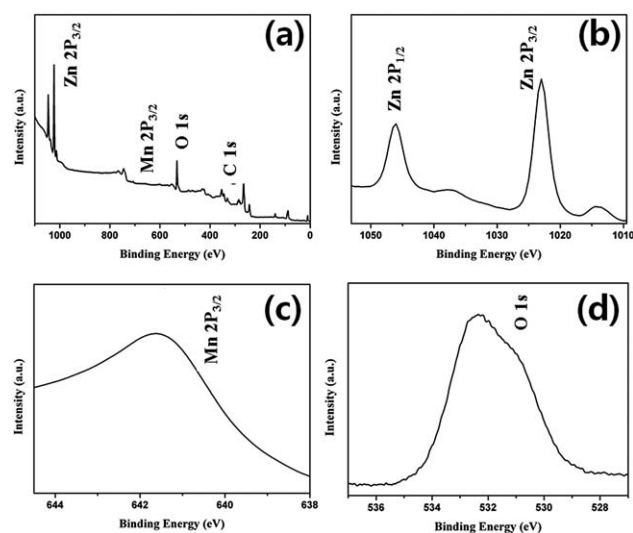 (a)
Zn 2P3/2
Mn 2P3/2
O 1s
C 1s
Intensity (a.u.)
1000 800 600 400 200 0
Binding Energy (eV)
(b)
Zn 2P1/2
Zn 2P3/2
Intensity (a.u.)
1050 1040 1030 1020 1010
Binding Energy (eV)
(c)
Mn 2P3/2
Intensity (a.u.)
644 642 640 638
Binding Energy (eV)
(d)
O 1s
Intensity (a.u.)
536 534 532 530 528
Binding Energy (eV)